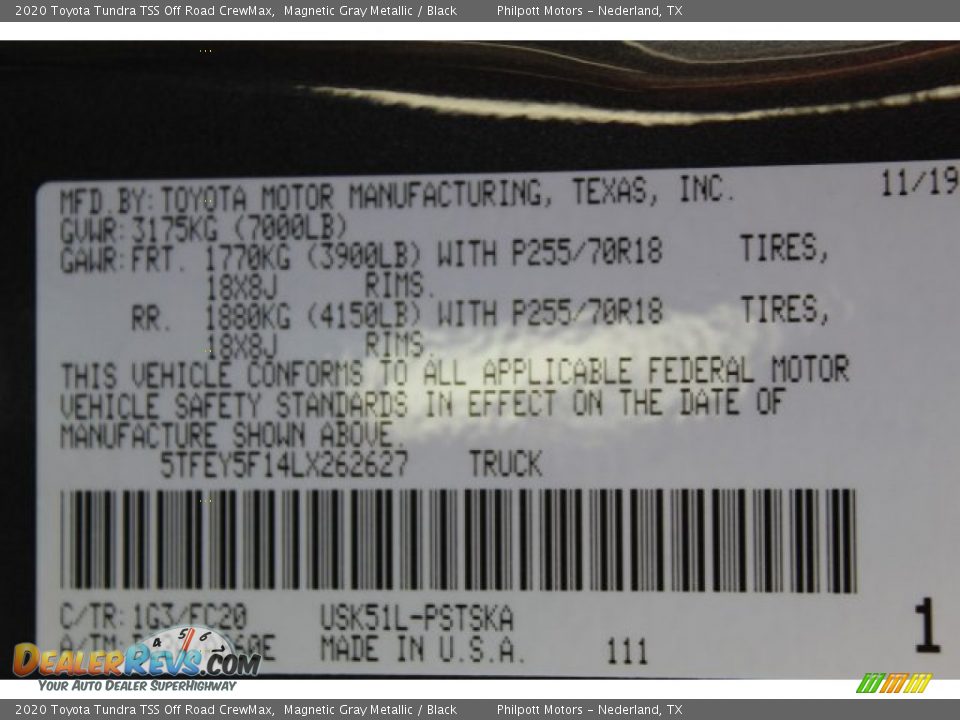 2020 Toyota Tundra TSS Off Road CrewMax, Magnetic Gray Metallic / Black Philpott Motors – Nederland, TX
MFD.BY: TOYOTA MOTOR MANUFACTURING, TEXAS, INC. 11/19
GVWR: 3175KG (7000LB)
GAWR: FRT. 1770KG (3900LB) WITH P255/70R18 TIRES,
18X8J RIMS.
RR. 1880KG (4150LB) WITH P255/70R18 TIRES,
18X8J RIMS.
THIS VEHICLE CONFORMS TO ALL APPLICABLE FEDERAL MOTOR
VEHICLE SAFETY STANDARDS IN EFFECT ON THE DATE OF
MANUFACTURE SHOWN ABOVE.
5TFEY5F14LX262627 TRUCK
C/TR: 1G3/FC20 USK51L-PSTSKA
A/TM: MADE IN U.S.A. 111
1
4 5 6
DEALERREVS.COM
YOUR AUTO DEALER SUPERHIGHWAY
2020 Toyota Tundra TSS Off Road CrewMax, Magnetic Gray Metallic / Black Philpott Motors – Nederland, TX